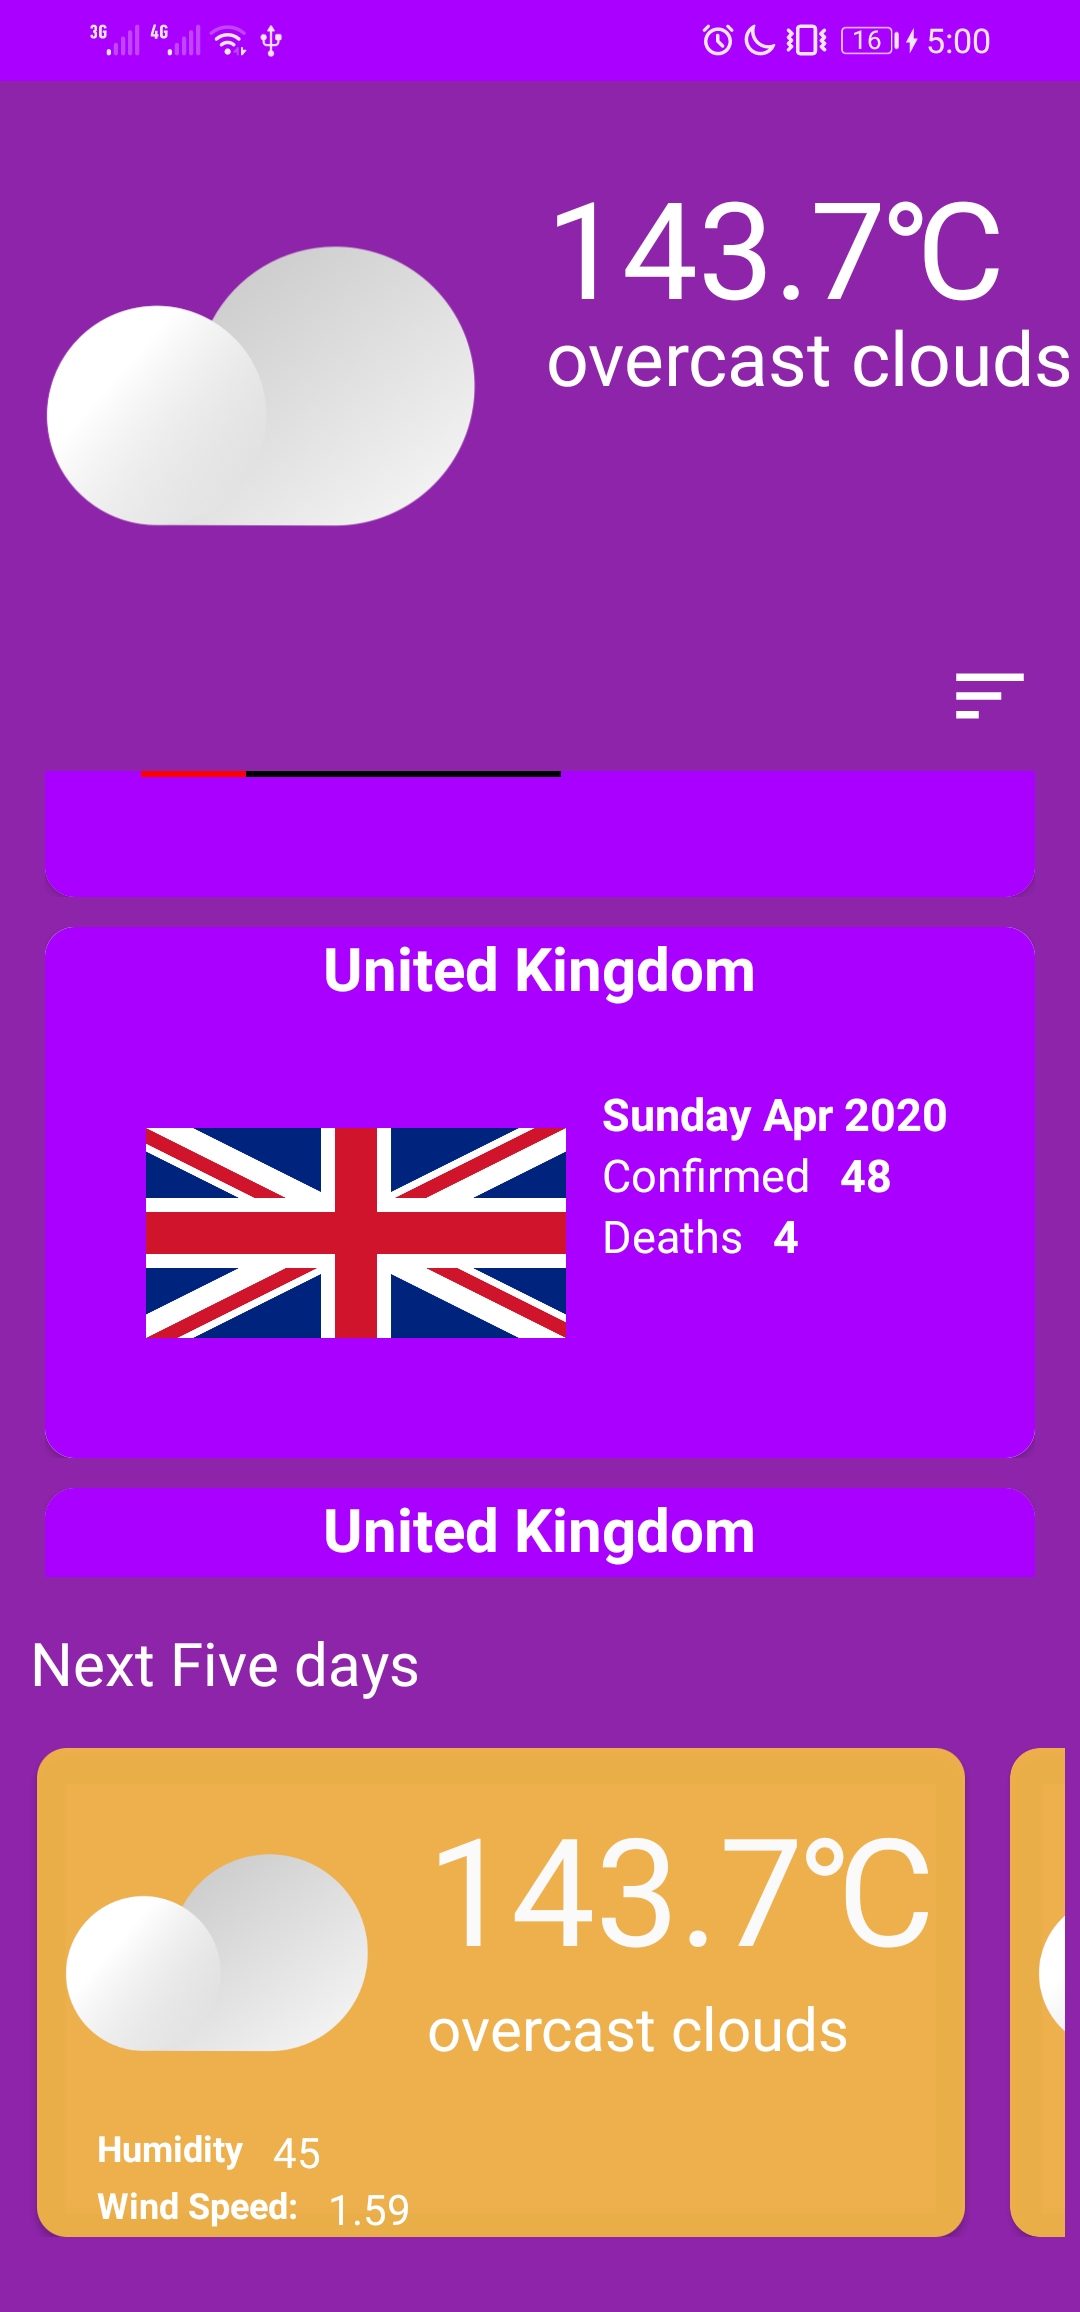 3G 4G 16 5:00
143.7°C
overcast clouds
United Kingdom
Sunday Apr 2020
Confirmed 48
Deaths 4
United Kingdom
Next Five days
143.7°C
overcast clouds
Humidity 45
Wind Speed: 1.59